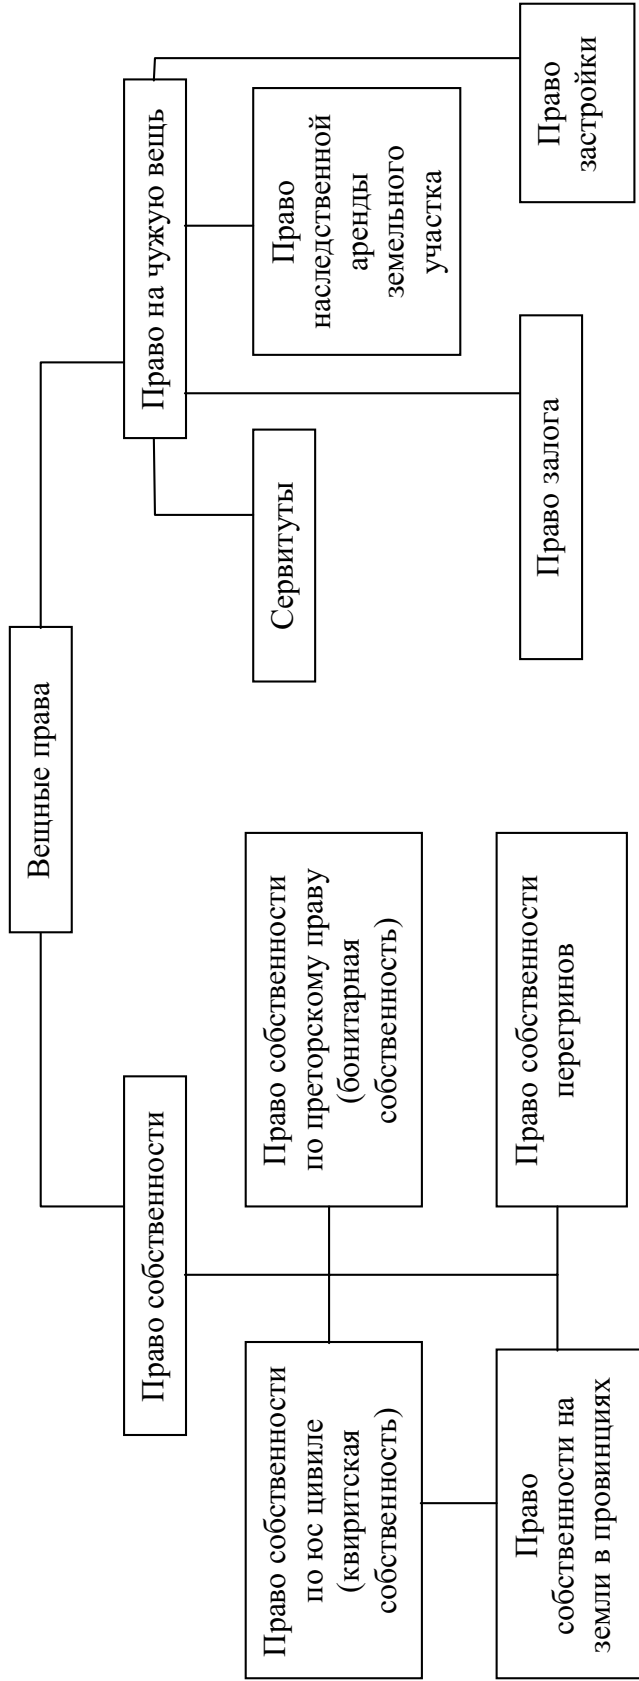 Вещные права
Право собственности
Право на чужую вещь
Право собственности
по юс цивиле
(квиритская
собственность)
Право собственности
по преторскому праву
(бонитарная
собственность)
Сервитуты
Право
наследственной
аренды
земельного
участка
Право
собственности на
земли в провинциях
Право собственности
перегринов
Право залога
Право
застройки